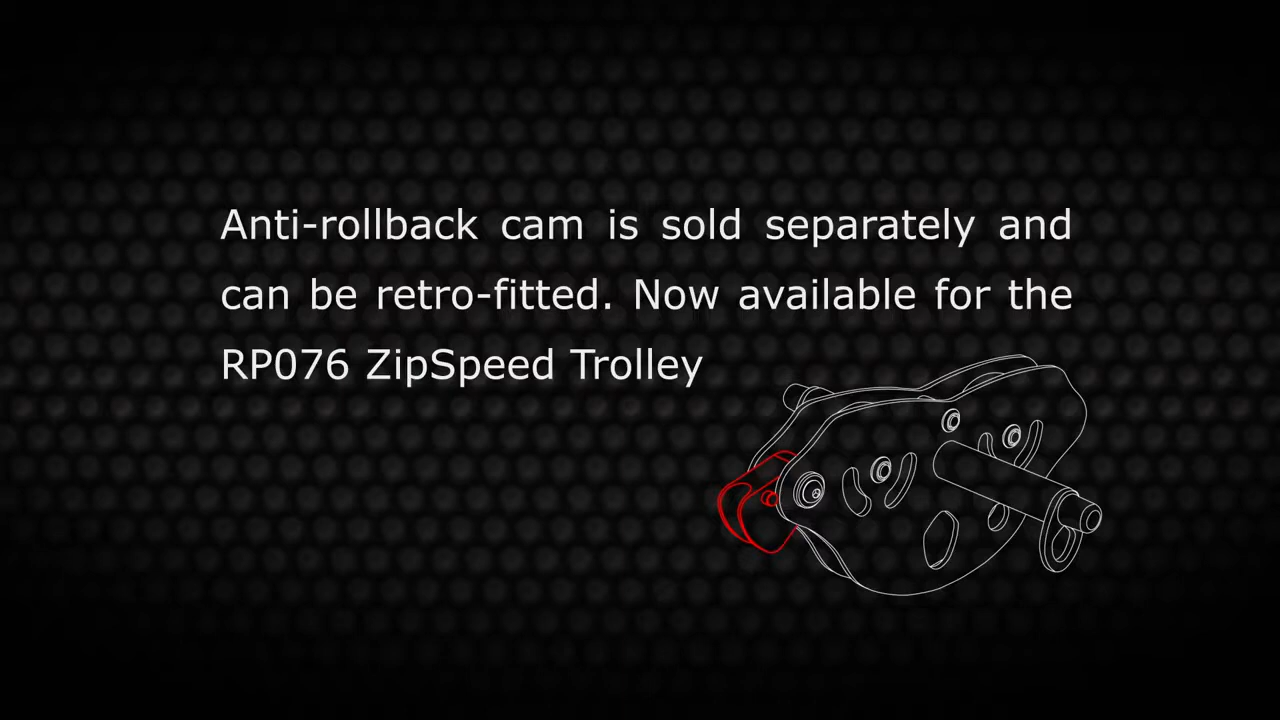 Anti-rollback cam is sold separately and
can be retro-fitted. Now available for the
RP076 ZipSpeed Trolley